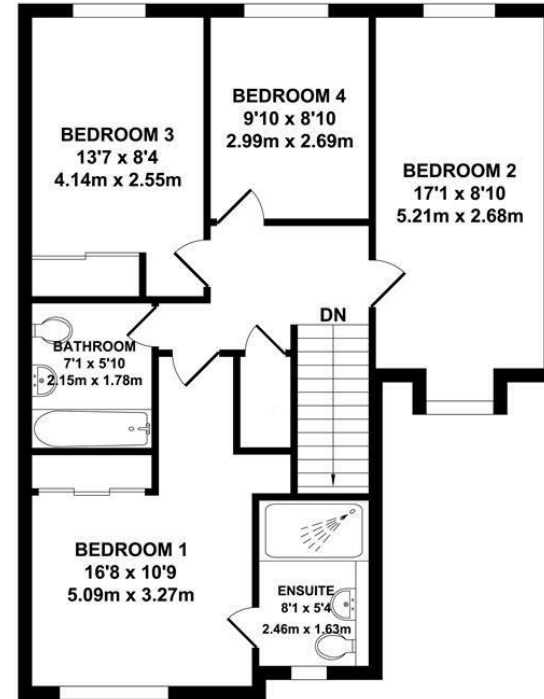 BEDROOM 3
13'7 x 8'4
4.14m x 2.55m
BEDROOM 4
9'10 x 8'10
2.99m x 2.69m
BEDROOM 2
17'1 x 8'10
5.21m x 2.68m
DN
BATHROOM
7'1 x 5'10
2.15m x 1.78m
BEDROOM 1
16'8 x 10'9
5.09m x 3.27m
ENSUITE
8'1 x 5'4
2.46m x 1.63m